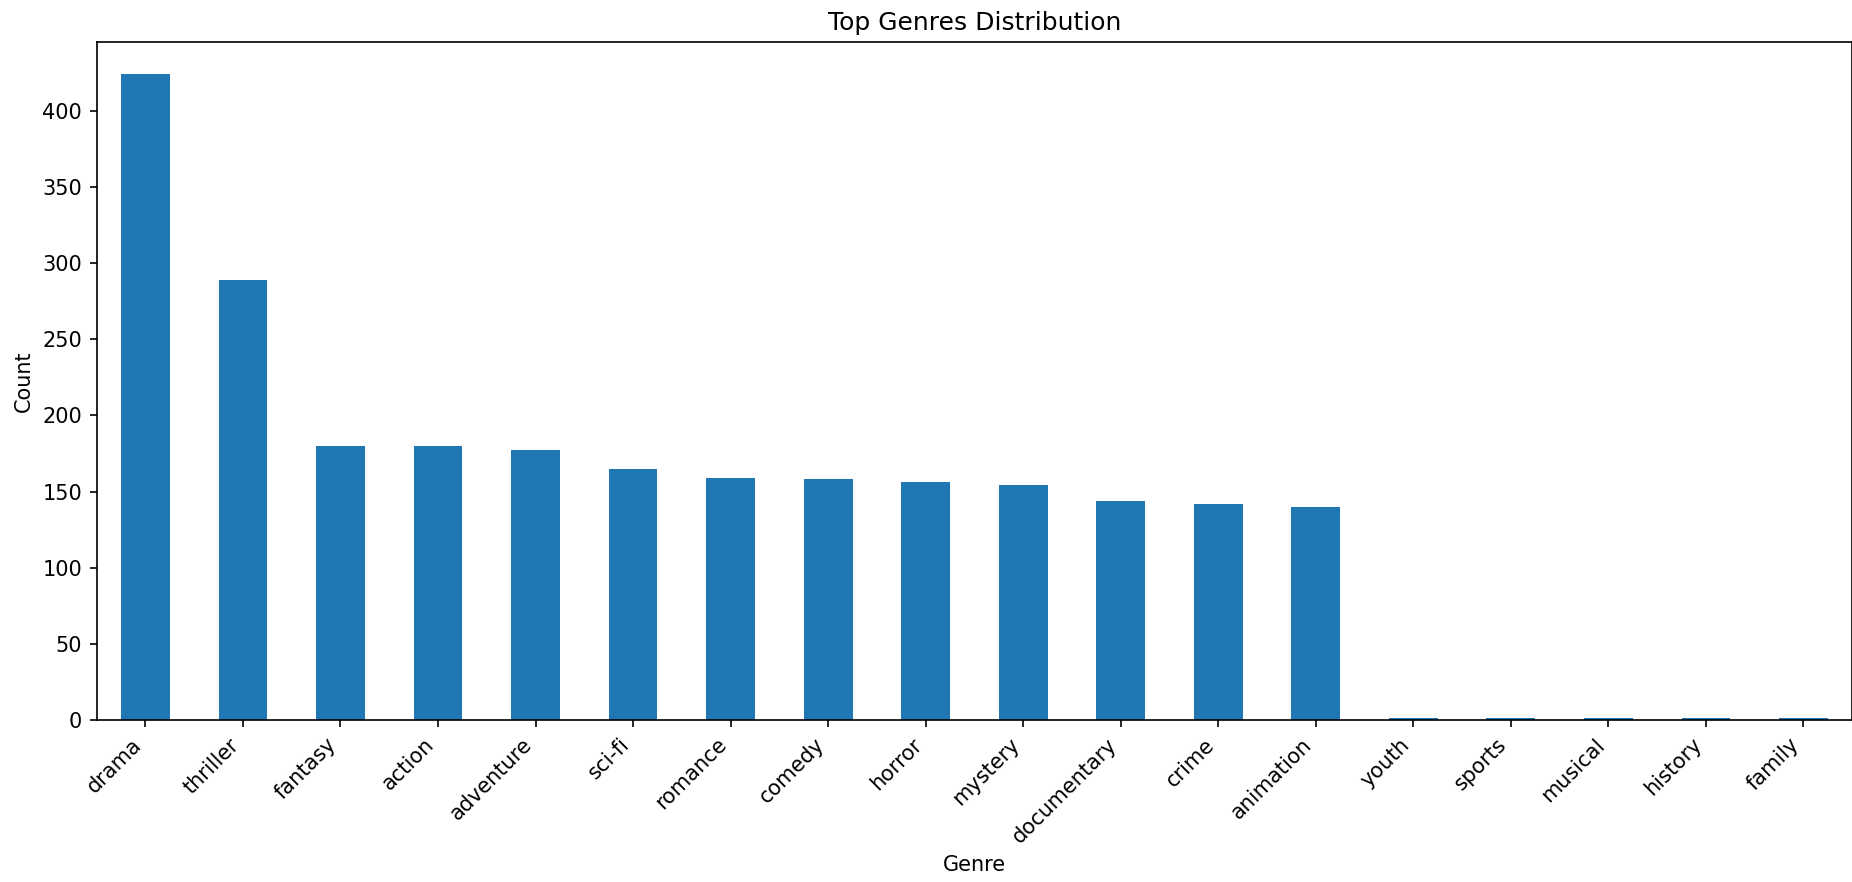 Top Genres Distribution
Count
400
350
300
250
200
150
100
50
0
drama
thriller
fantasy
action
adventure
sci-fi
romance
comedy
horror
mystery
documentary
crime
animation
youth
sports
musical
history
family
Genre